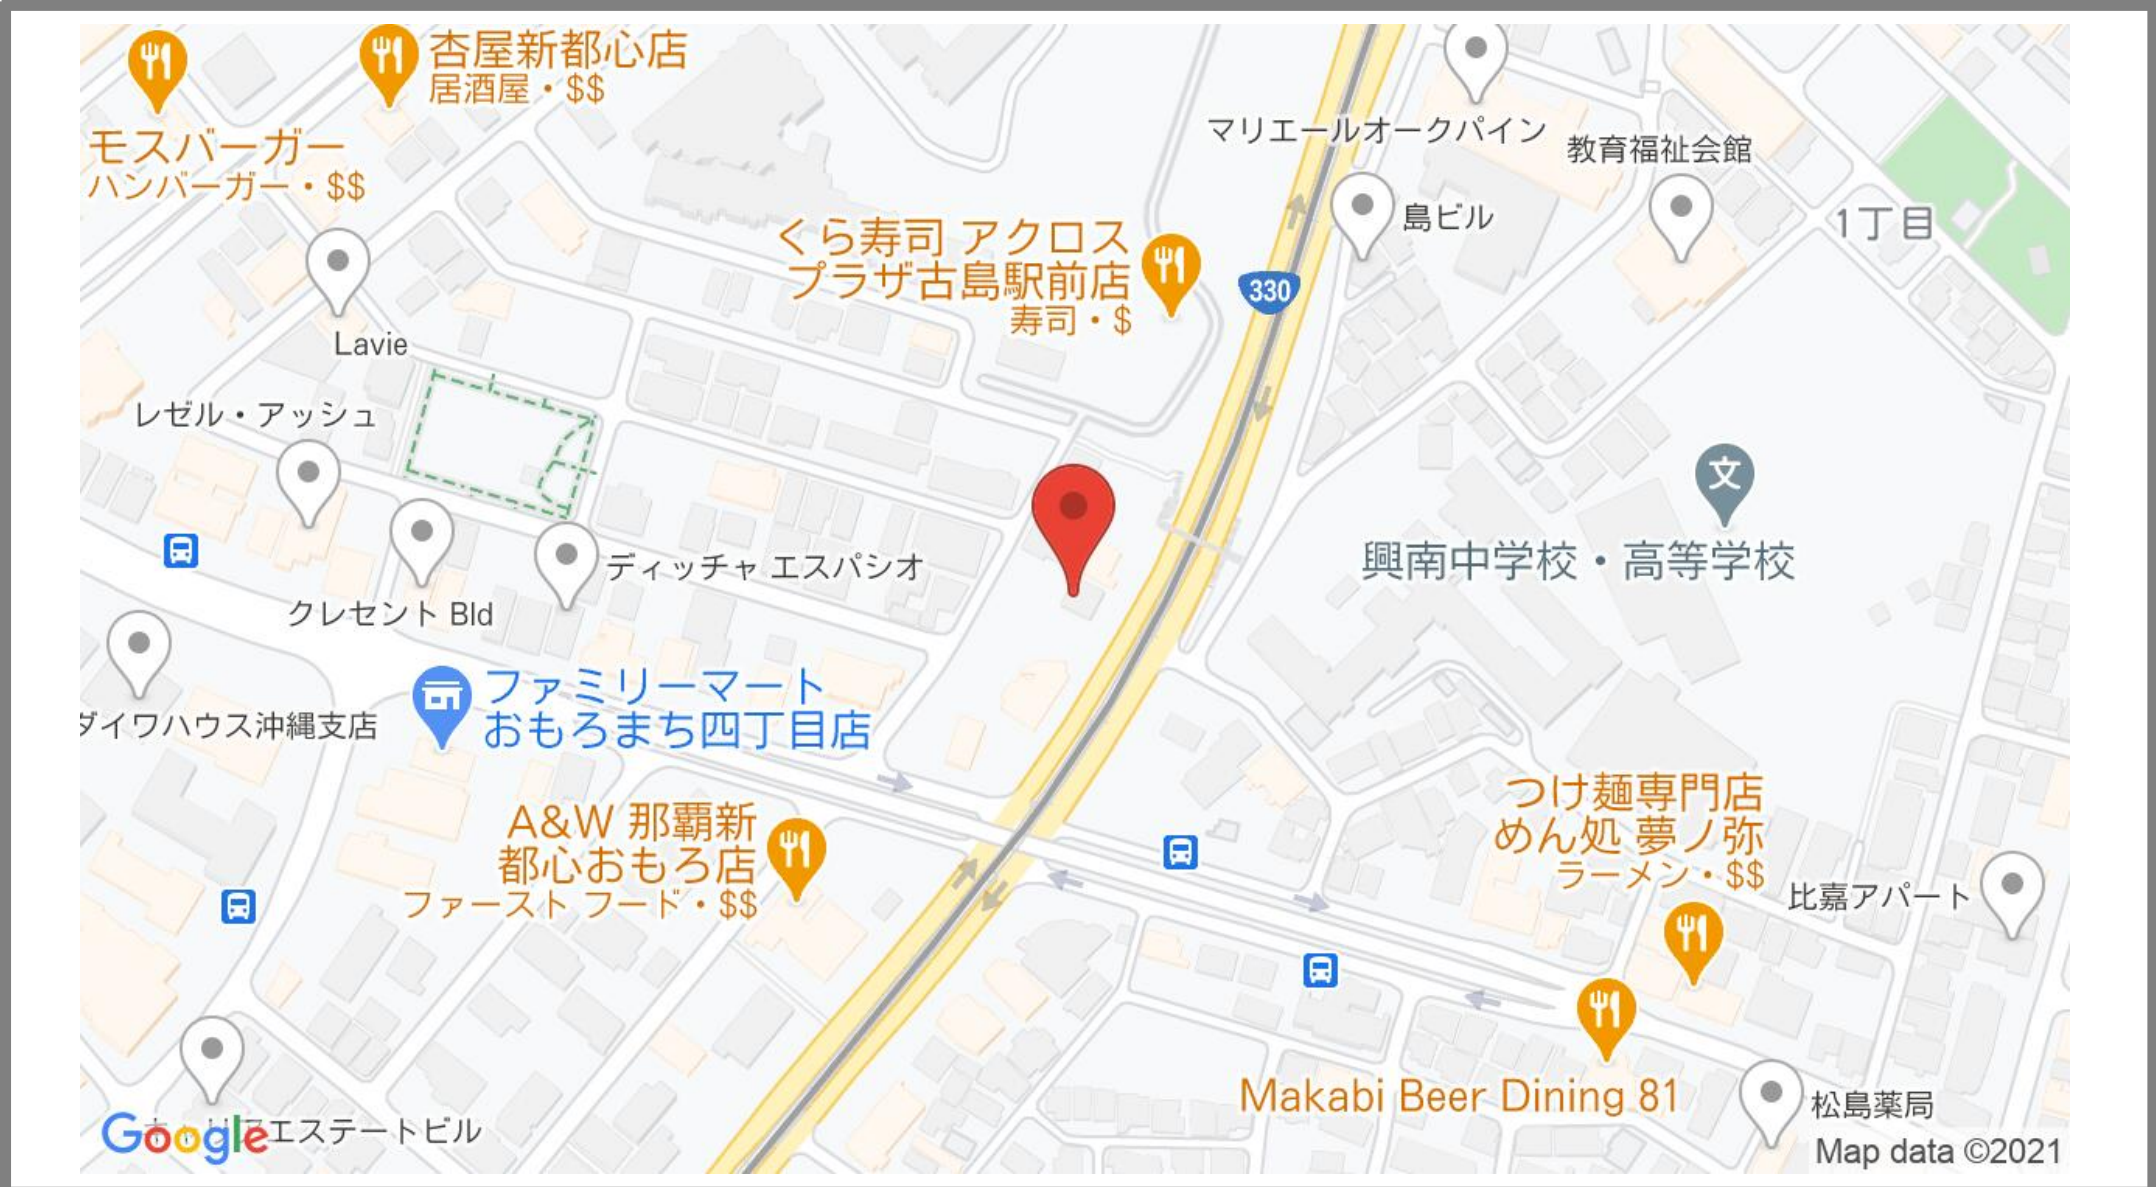 杏屋新都心店
居酒屋・$$
モスバーガー
ハンバーガー・$$
マリエールオークパイン
教育福祉会館
島ビル
1丁目
くら寿司 アクロス
プラザ古島駅前店
寿司・$
330
Lavie
レゼル・アッシュ
文
興南中学校・高等学校
ディッチャ エスパシオ
クレセント Bld
ファミリーマート
おもろまち四丁目店
ダイワハウス沖縄支店
A&W 那覇新
都心おもろ店
ファースト フード・$$
つけ麺専門店
めん処 夢ノ弥
ラーメン・$$
比嘉アパート
Makabi Beer Dining 81
松島薬局
エステートビル
Google
Map data ©2021